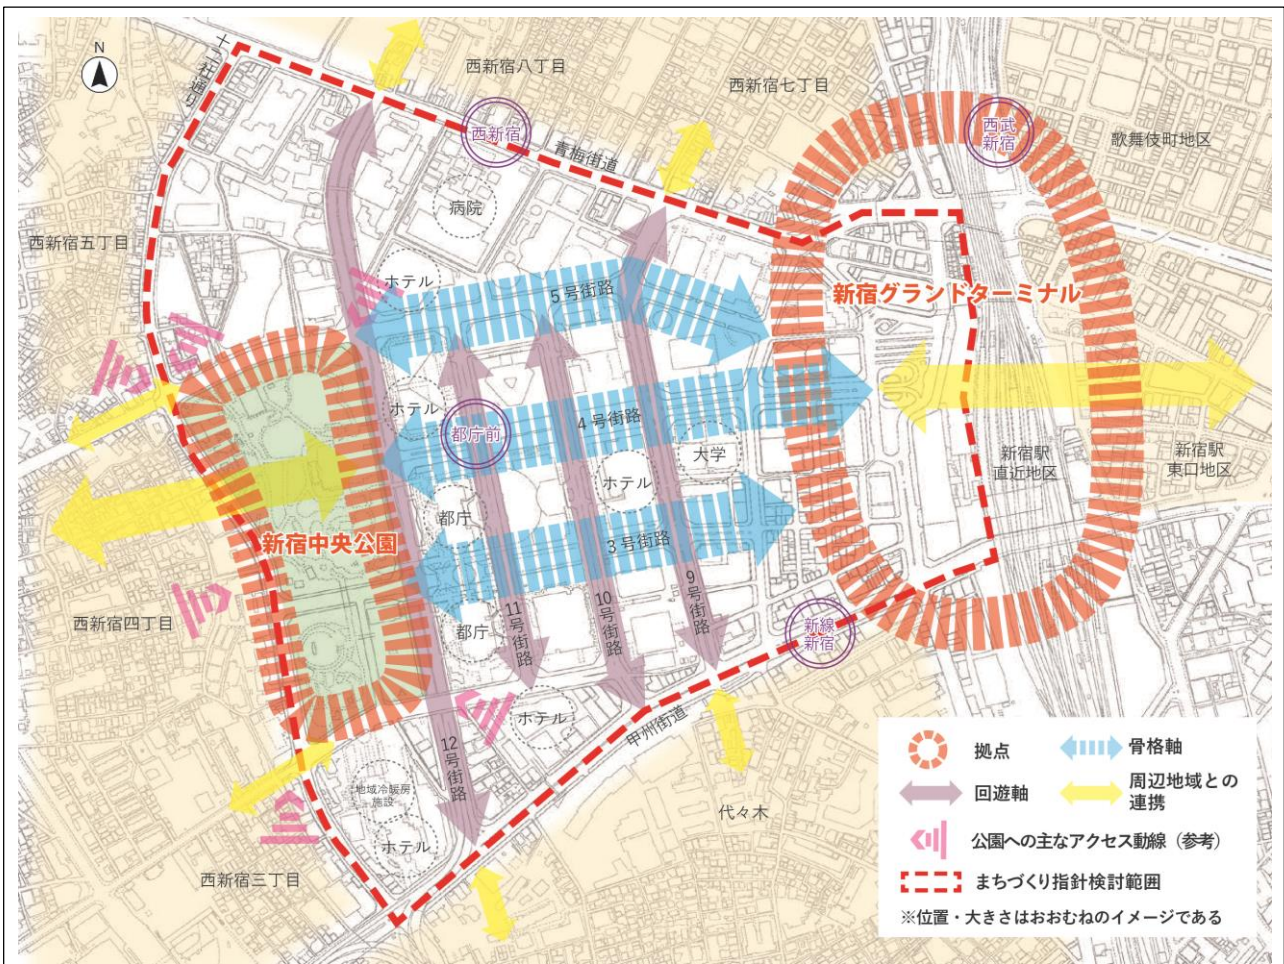 N
十二社通り
西新宿八丁目
西新宿七丁目
西新宿
西武
新宿
歌舞伎町地区
青梅街道
病院
西新宿五丁目
ホテル
5号街路
新宿グランドターミナル
ホテル
都庁前
4号街路
大学
ホテル
新宿駅
直近地区
新宿駅
東口地区
都庁
新宿中央公園
3号街路
9号街路
10号街路
11号街路
西新宿四丁目
都庁
新線
新宿
ホテル
甲州街道
12号街路
地域冷暖房
施設
代々木
ホテル
西新宿三丁目
拠点
骨格軸
回遊軸
周辺地域との
連携
公園への主なアクセス動線（参考）
まちづくり指針検討範囲
※位置・大きさはおおむねのイメージである